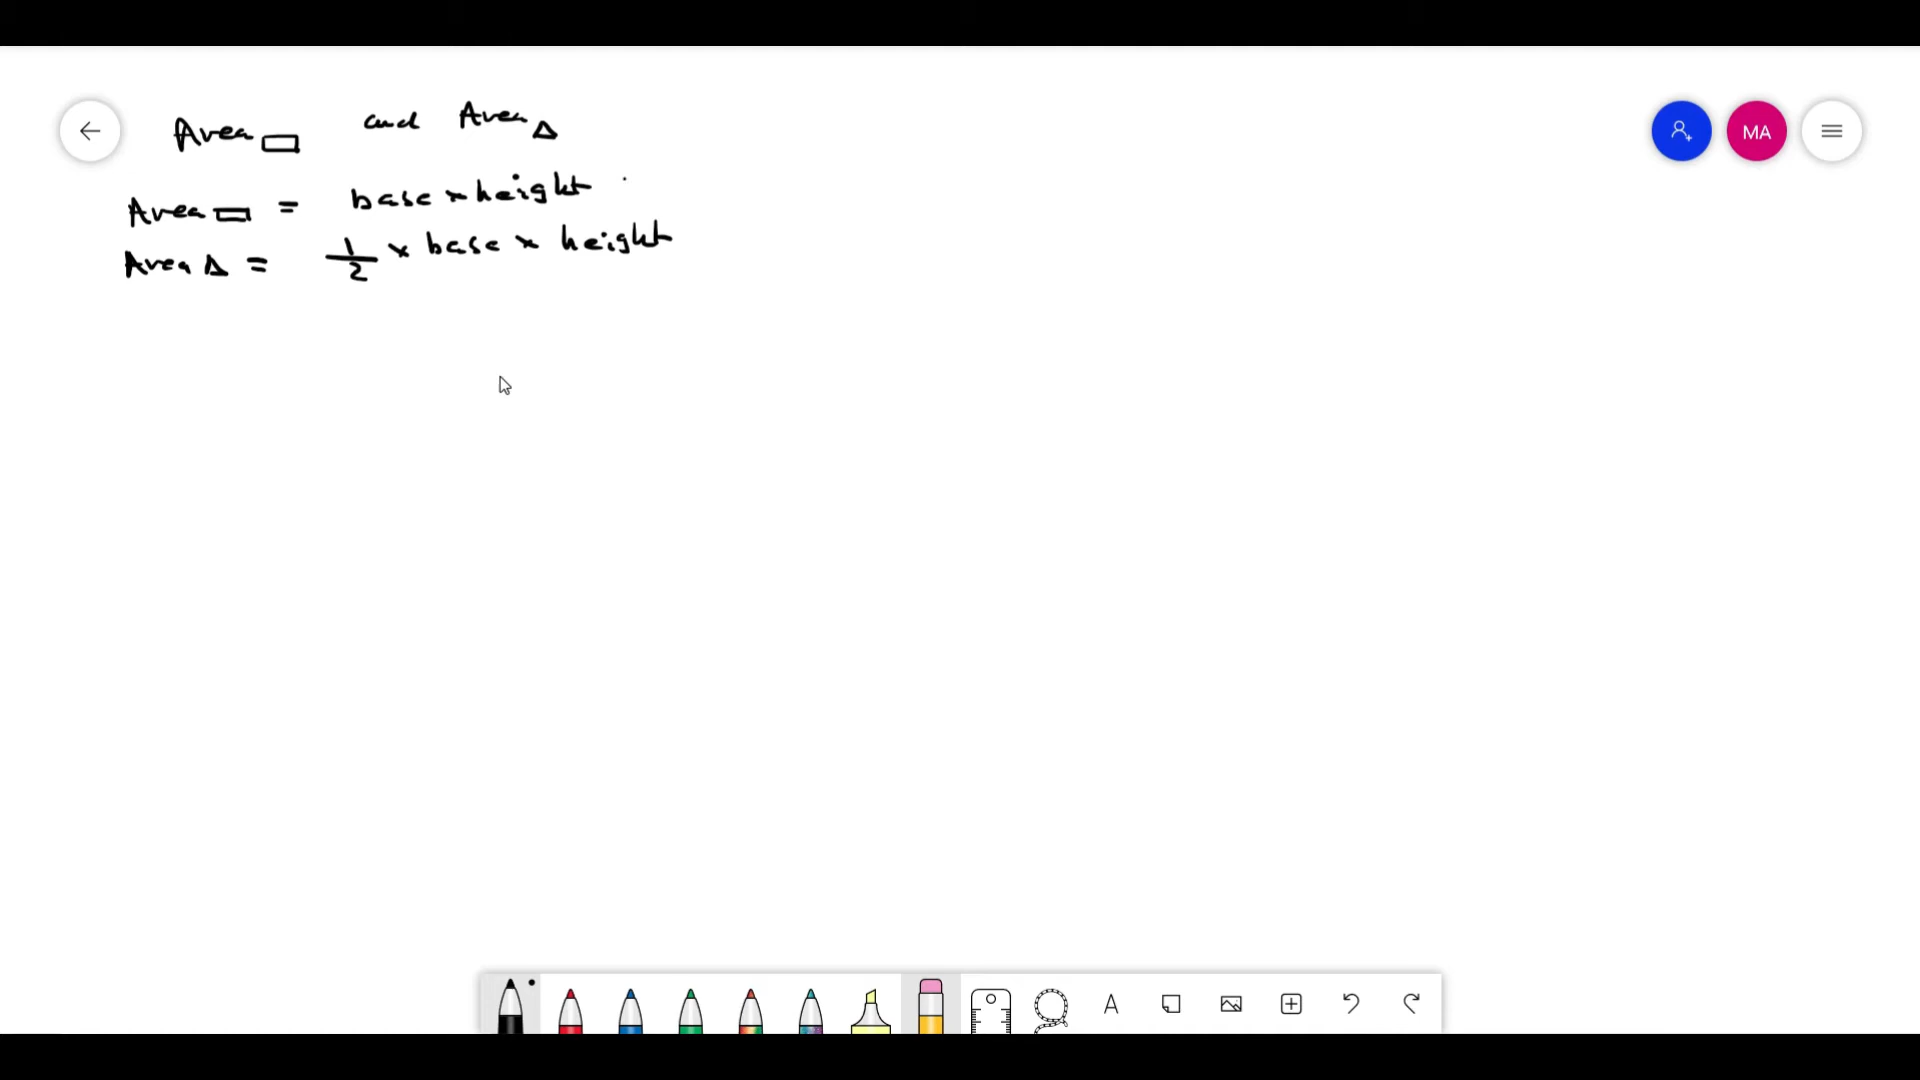 Area▭ and Area△
MA
Area▭ = base × height
Area△ = 1/2 × base × height
A